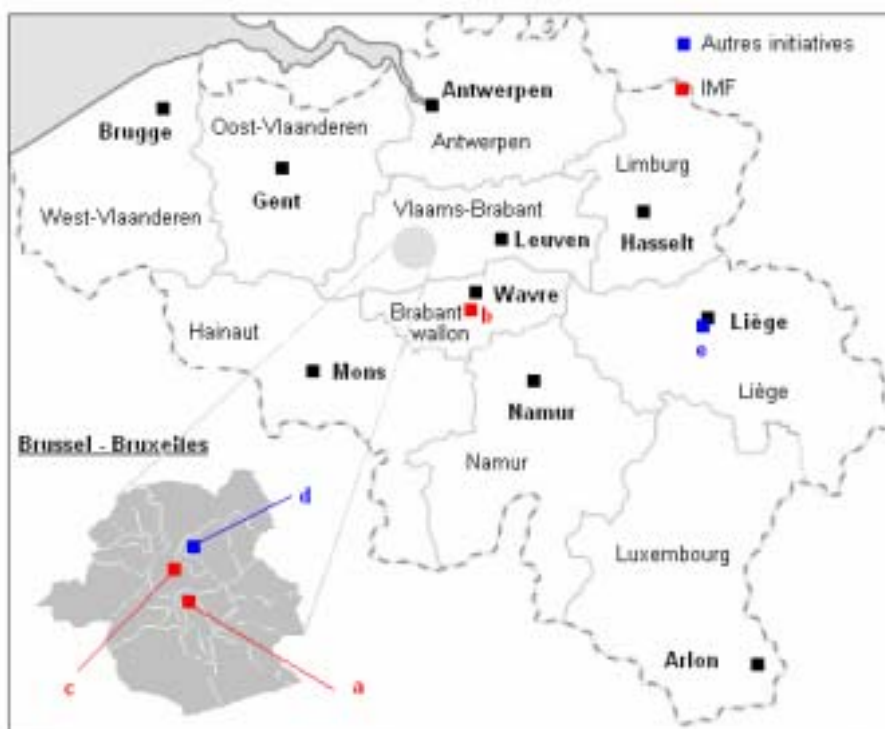 Autres initiatives
IMF
Antwerpen
Brugge
Oost-Vlaanderen
Antwerpen
Limburg
Gent
West-Vlaanderen
Vlaams-Brabant
Leuven
Hasselt
Wavre
Brabant
wallon
b
Hainaut
Liège
e
Mons
Liège
Namur
Brussel - Bruxelles
Namur
d
Luxembourg
Arlon
c
a